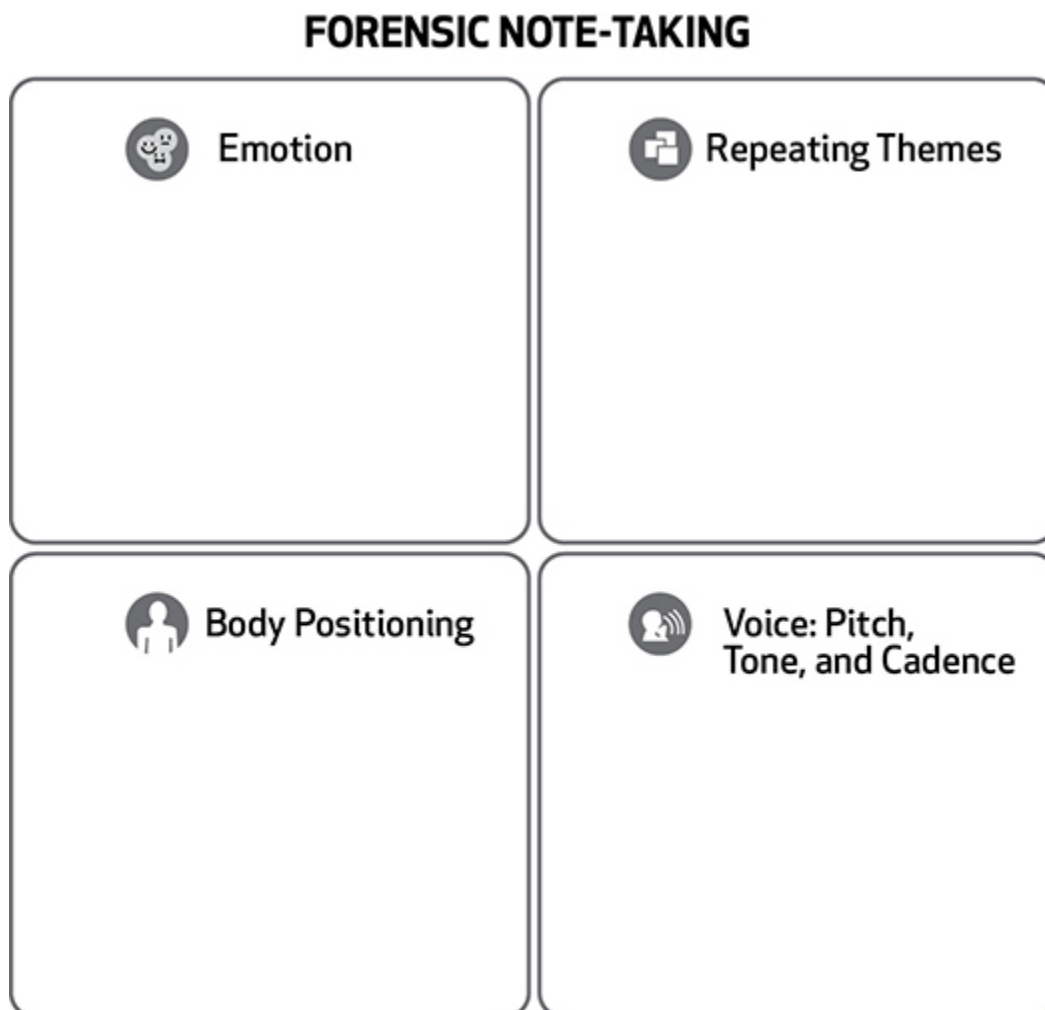 FORENSIC NOTE-TAKING
Emotion
Repeating Themes
Body Positioning
Voice: Pitch,
Tone, and Cadence